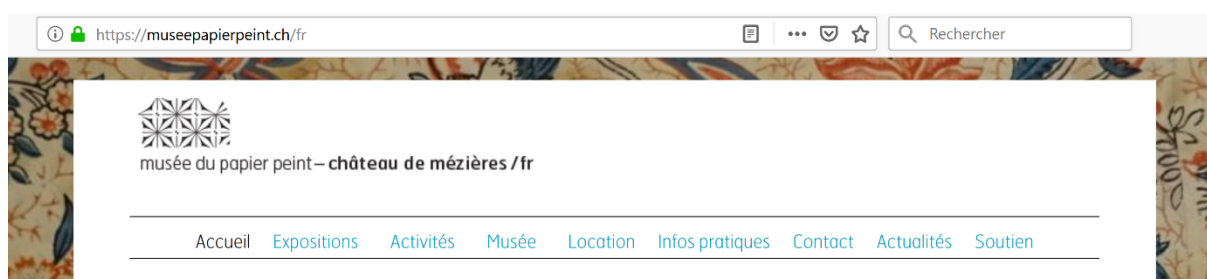 https://museepapierpeint.ch/fr Rechercher
musée du papier peint – château de mézières / fr
Accueil Expositions Activités Musée Location Infos pratiques Contact Actualités Soutien